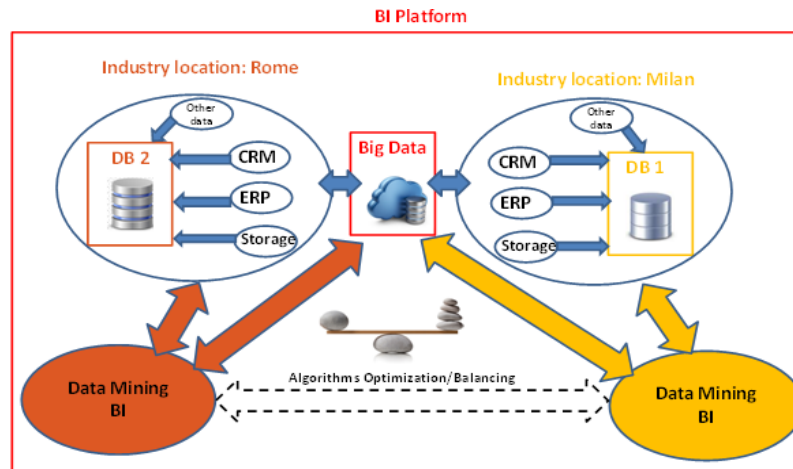 BI Platform
Industry location: Rome
Industry location: Milan
Other
data
Other
data
DB 2
CRM
Big Data
CRM
DB 1
ERP
ERP
Storage
Storage
Algorithms Optimization/Balancing
Data Mining
BI
Data Mining
BI